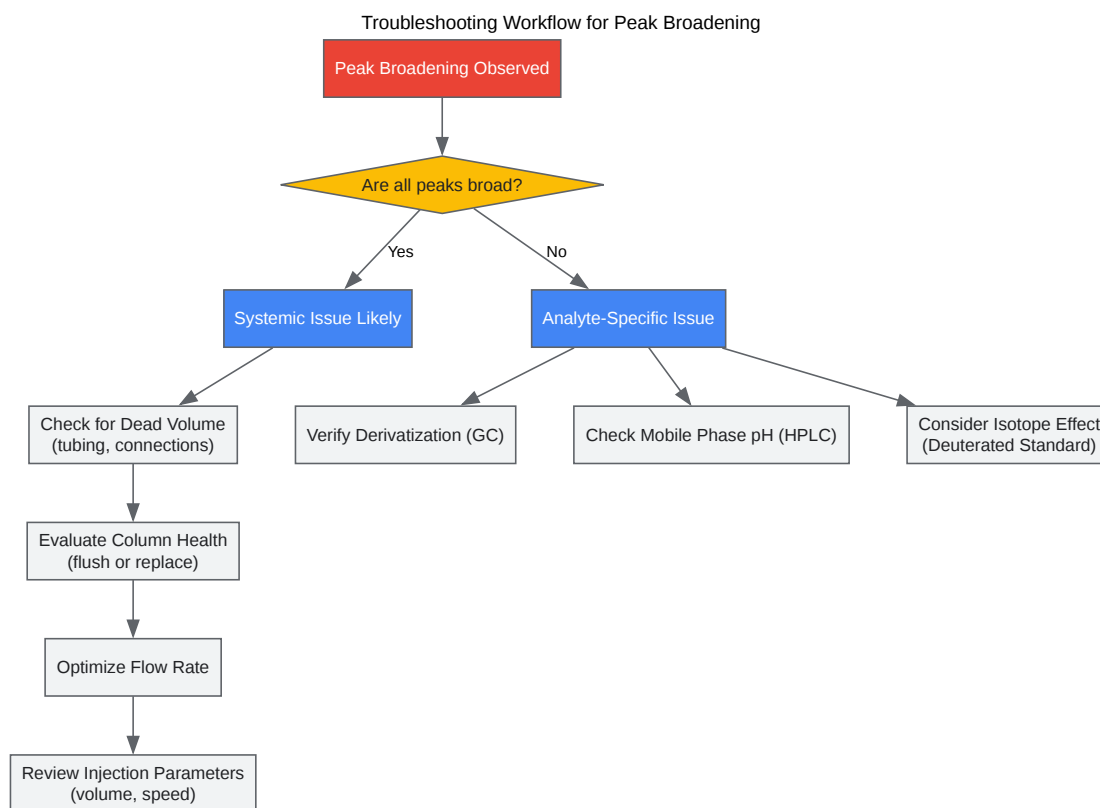 Troubleshooting Workflow for Peak Broadening
Peak Broadening Observed
Are all peaks broad?
Yes
No
Systemic Issue Likely
Analyte-Specific Issue
Check for Dead Volume
(tubing, connections)
Verify Derivatization (GC)
Check Mobile Phase pH (HPLC)
Consider Isotope Effect
(Deuterated Standard)
Evaluate Column Health
(flush or replace)
Optimize Flow Rate
Review Injection Parameters
(volume, speed)